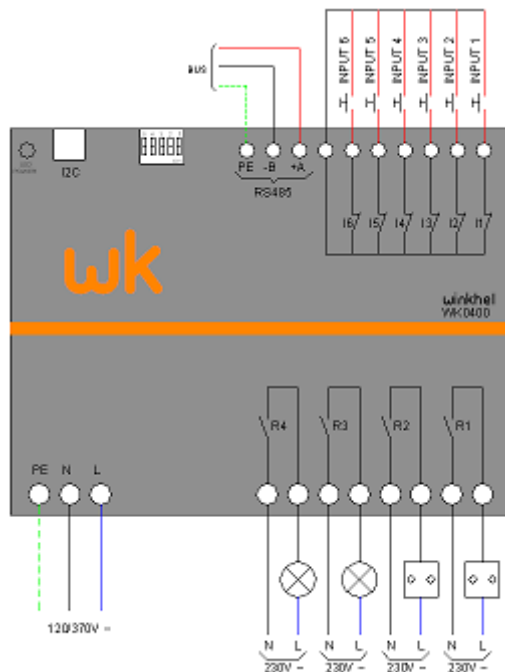 INPUT 6 INPUT 5 INPUT 4 INPUT 3 INPUT 2 INPUT 1
BUS
I2C
PE -B +A
RS485
I6 I5 I4 I3 I2 I1
wk
winkhel
WK0400
R4 R3 R2 R1
PE N L
120/370V ~
N L N L N L N L
230V ~ 230V ~ 230V ~ 230V ~